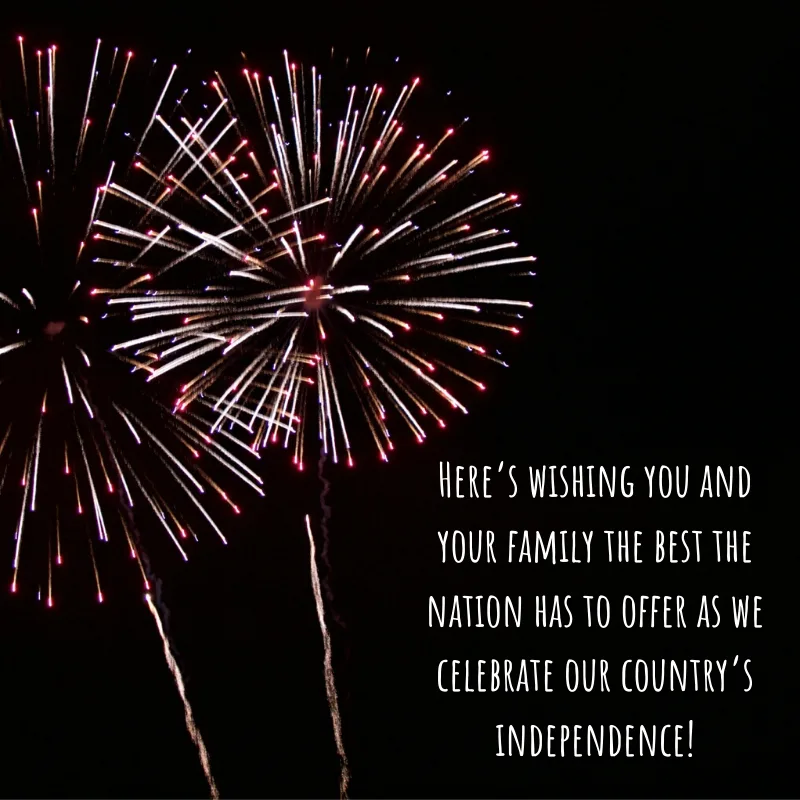 Here's wishing you and
your family the best the
nation has to offer as we
celebrate our country's
independence!